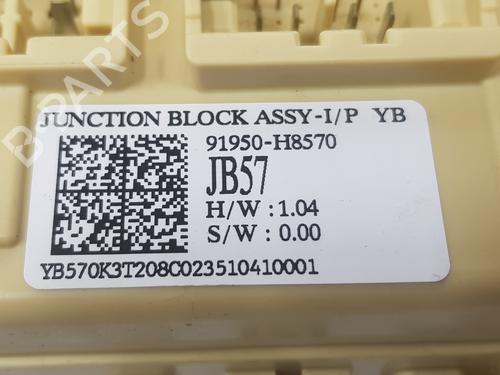 JUNCTION BLOCK ASSY-I/P YB
91950-H8570
JB57
H/W : 1.04
S/W : 0.00
YB570K3T208C023510410001
B-PARTS